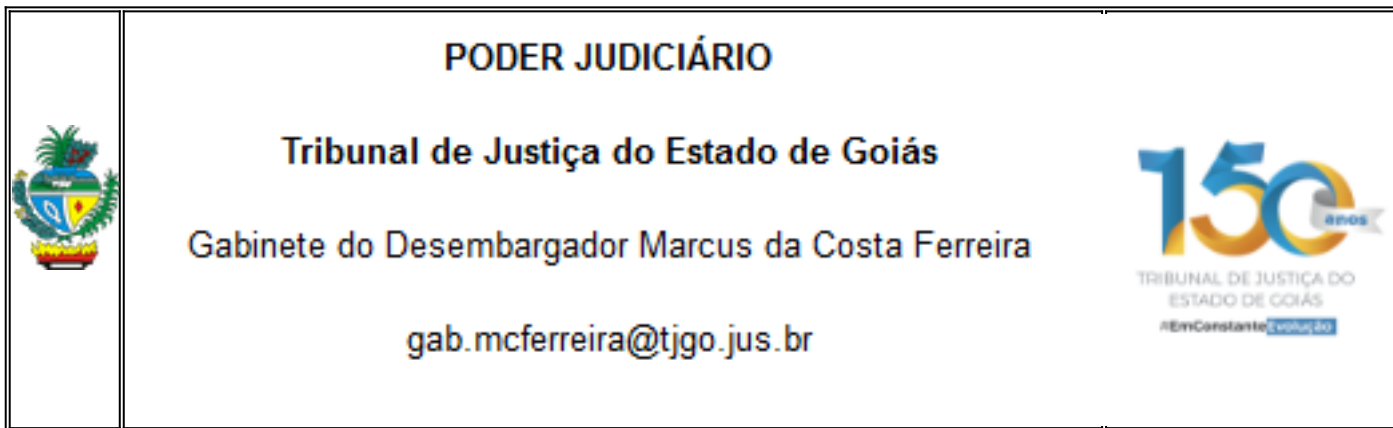 PODER JUDICIÁRIO
Tribunal de Justiça do Estado de Goiás
Gabinete do Desembargador Marcus da Costa Ferreira
gab.mcferreira@tjgo.jus.br
150
anos
TRIBUNAL DE JUSTIÇA DO
ESTADO DE GOIÁS
#EmConstanteEvolução